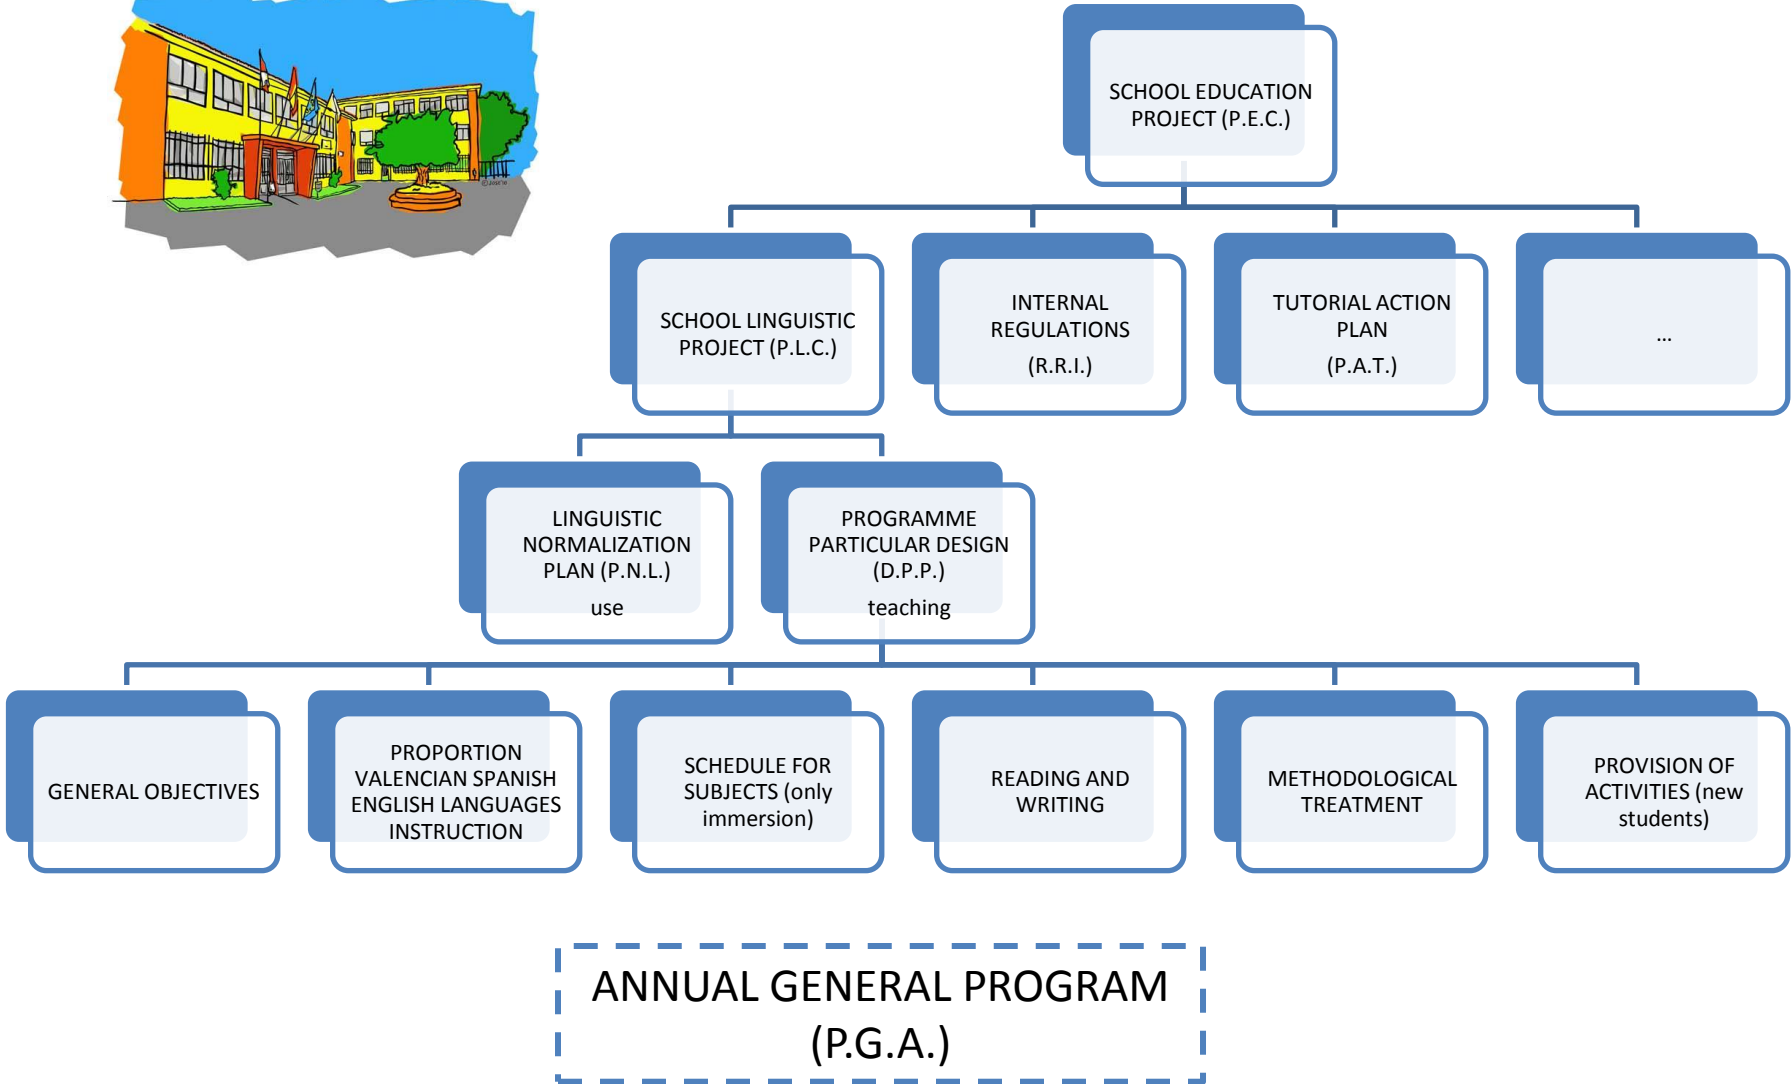 SCHOOL EDUCATION
PROJECT (P.E.C.)
SCHOOL LINGUISTIC
PROJECT (P.L.C.)
INTERNAL
REGULATIONS
(R.R.I.)
TUTORIAL ACTION
PLAN
(P.A.T.)
...
LINGUISTIC
NORMALIZATION
PLAN (P.N.L.)
use
PROGRAMME
PARTICULAR DESIGN
(D.P.P.)
teaching
GENERAL OBJECTIVES
PROPORTION
VALENCIAN SPANISH
ENGLISH LANGUAGES
INSTRUCTION
SCHEDULE FOR
SUBJECTS (only
immersion)
READING AND
WRITING
METHODOLOGICAL
TREATMENT
PROVISION OF
ACTIVITIES (new
students)
ANNUAL GENERAL PROGRAM
(P.G.A.)